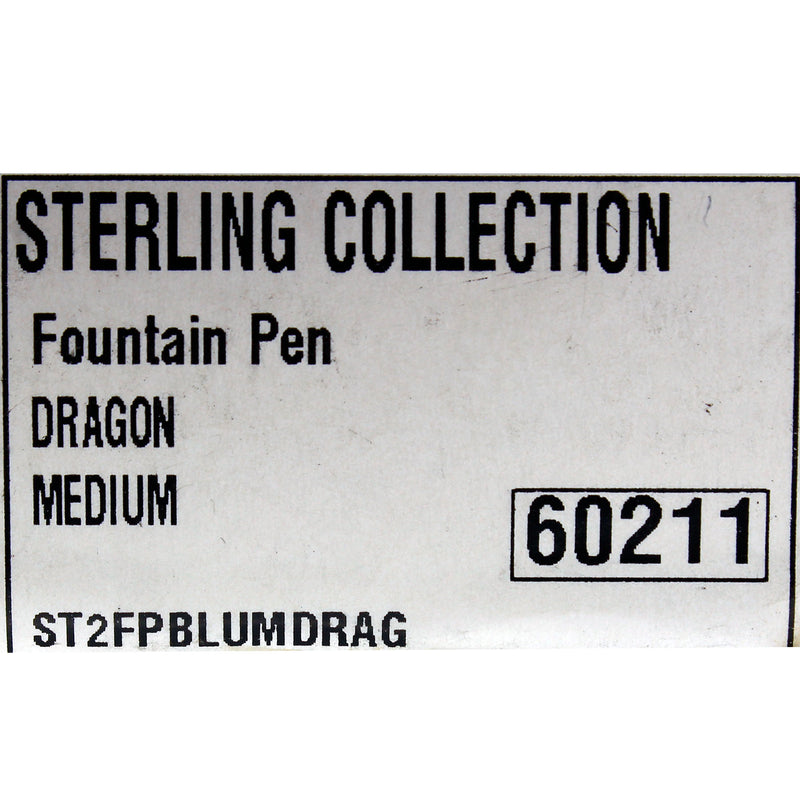 STERLING COLLECTION
Fountain Pen
DRAGON
MEDIUM
60211
ST2FPBLUMDRAG